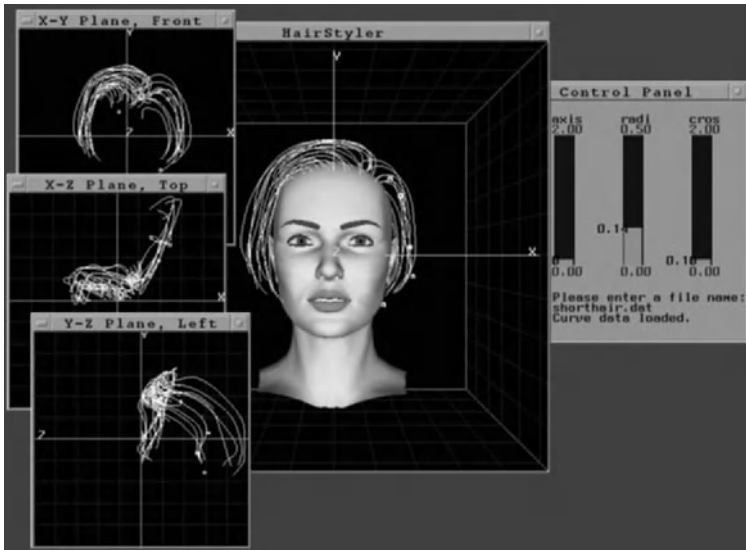 X-Y Plane, Front
Y
Z
X
X-Z Plane, Top
X
Y-Z Plane, Left
Y
Z
HairStyler
Y
X
Control Panel
axis radi cros
2.00 0.50 2.00
0.14
0.10
0.00 0.00 0.00
Please enter a file name:
shorthair.dat
Curve data loaded.